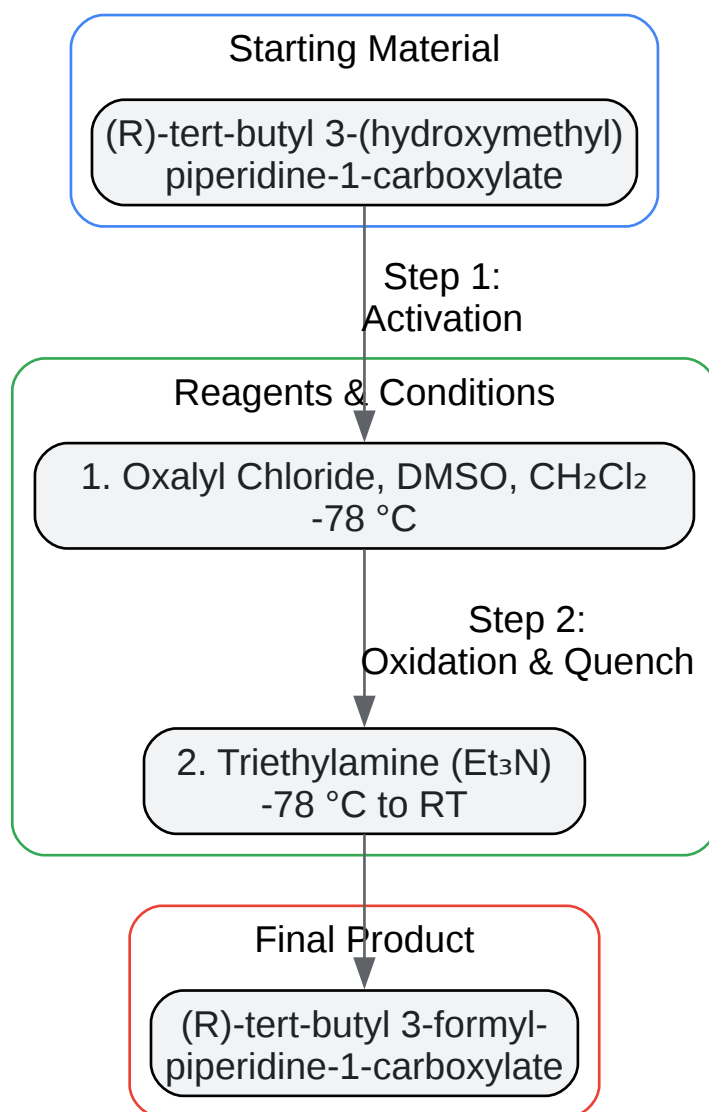 Starting Material
(R)-tert-butyl 3-(hydroxymethyl)
piperidine-1-carboxylate
Step 1:
Activation
Reagents & Conditions
1. Oxalyl Chloride, DMSO, CH₂Cl₂
-78 °C
Step 2:
Oxidation & Quench
2. Triethylamine (Et₃N)
-78 °C to RT
Final Product
(R)-tert-butyl 3-formyl-
piperidine-1-carboxylate